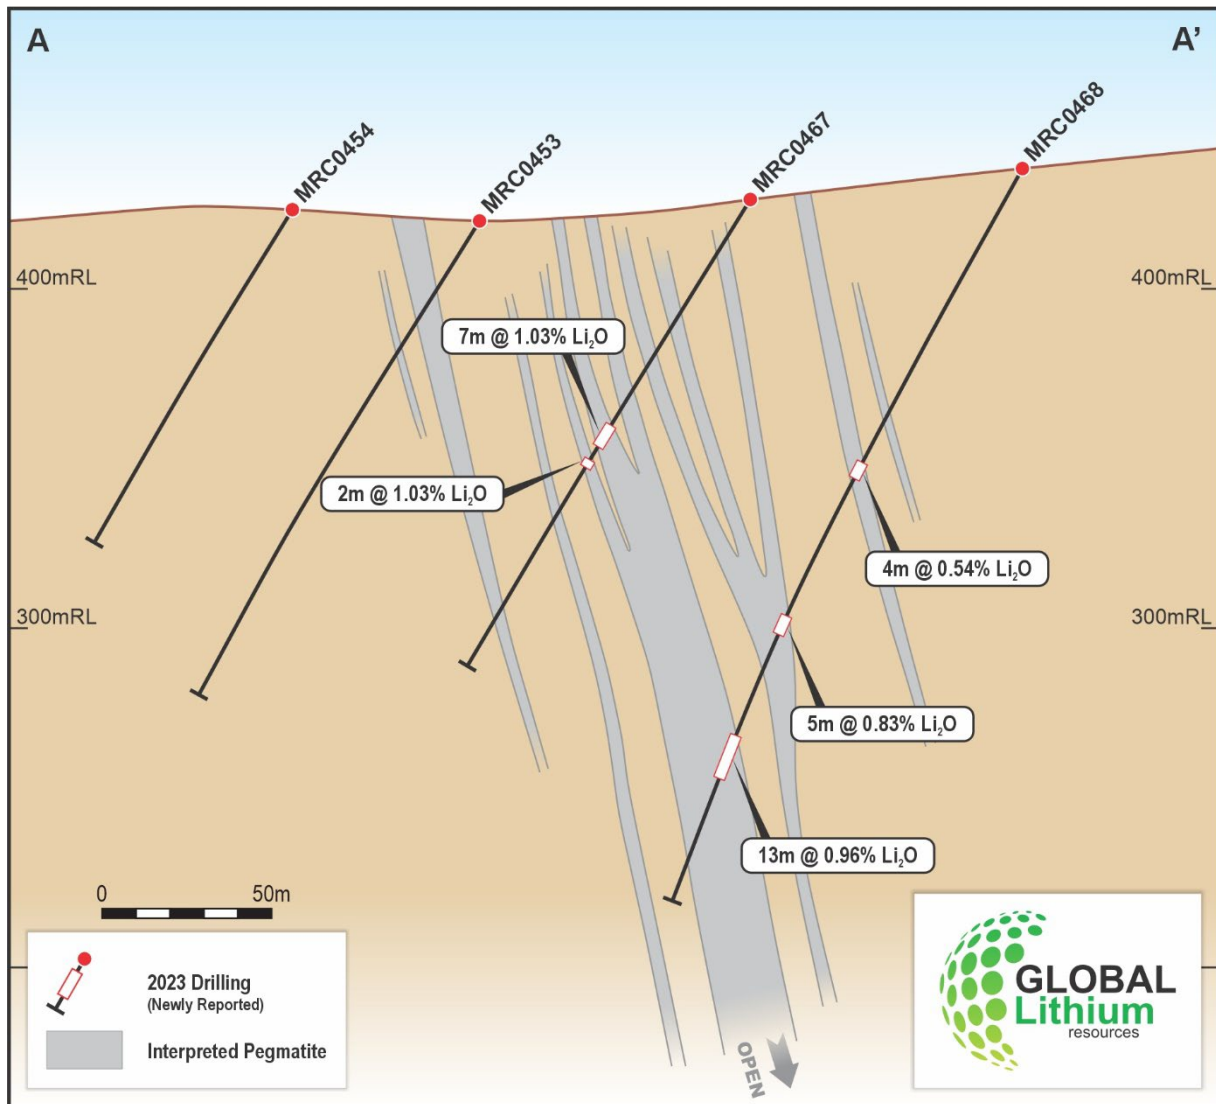 A
A'
MRC0454
MRC0453
MRC0467
MRC0468
400mRL
400mRL
7m @ 1.03% Li₂O
2m @ 1.03% Li₂O
4m @ 0.54% Li₂O
300mRL
300mRL
5m @ 0.83% Li₂O
13m @ 0.96% Li₂O
0
50m
2023 Drilling
(Newly Reported)
Interpreted Pegmatite
OPEN
GLOBAL
Lithium
resources